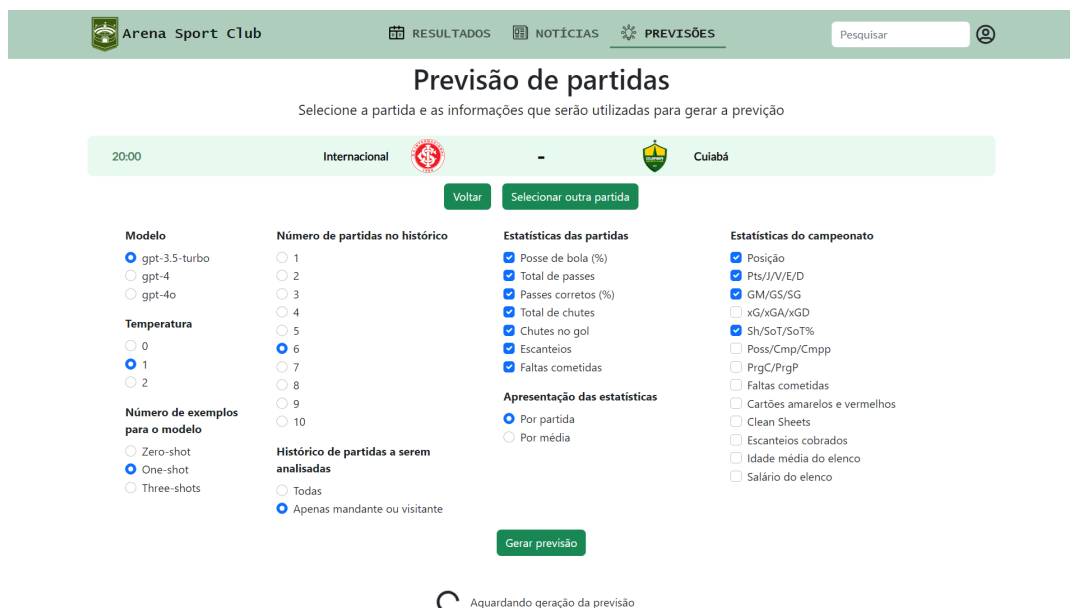 Arena Sport Club
RESULTADOS
NOTÍCIAS
PREVISÕES
Pesquisar
Previsão de partidas
Selecione a partida e as informações que serão utilizadas para gerar a previção
20:00
Internacional
-
Cuiabá
Voltar
Selecionar outra partida
Modelo
gpt-3.5-turbo
gpt-4
gpt-4o
Temperatura
0
1
2
Número de exemplos
para o modelo
Zero-shot
One-shot
Three-shots
Número de partidas no histórico
1
2
3
4
5
6
7
8
9
10
Histórico de partidas a serem
analisadas
Todas
Apenas mandante ou visitante
Estatísticas das partidas
Posse de bola (%)
Total de passes
Passes corretos (%)
Total de chutes
Chutes no gol
Escanteios
Faltas cometidas
Apresentação das estatísticas
Por partida
Por média
Estatísticas do campeonato
Posição
Pts/J/V/E/D
GM/GS/SG
xG/xGA/xGD
Sh/SoT/SoT%
Poss/Cmp/Cmpp
PrgC/PrgP
Faltas cometidas
Cartões amarelos e vermelhos
Clean Sheets
Escanteios cobrados
Idade média do elenco
Salário do elenco
Gerar previsão
Aguardando geração da previsão